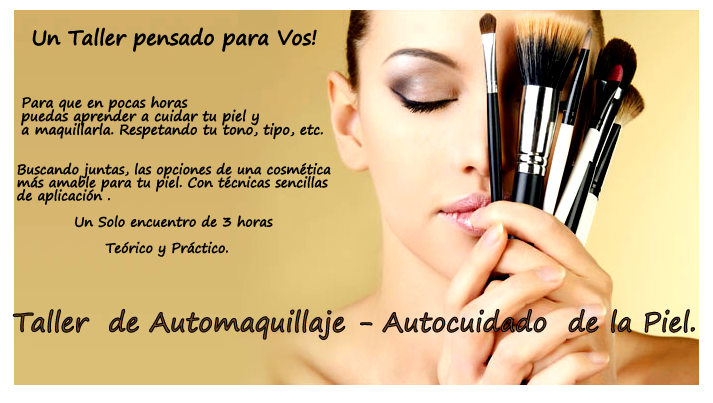 Un Taller pensado para Vos!
Para que en pocas horas
puedas aprender a cuidar tu piel y
a maquillarla. Respetando tu tono, tipo, etc.
Buscando juntas, las opciones de una cosmética
más amable para tu piel. Con técnicas sencillas
de aplicación .
Un Solo encuentro de 3 horas
Teórico y Práctico.
Taller de Automaquillaje - Autocuidado de la Piel.